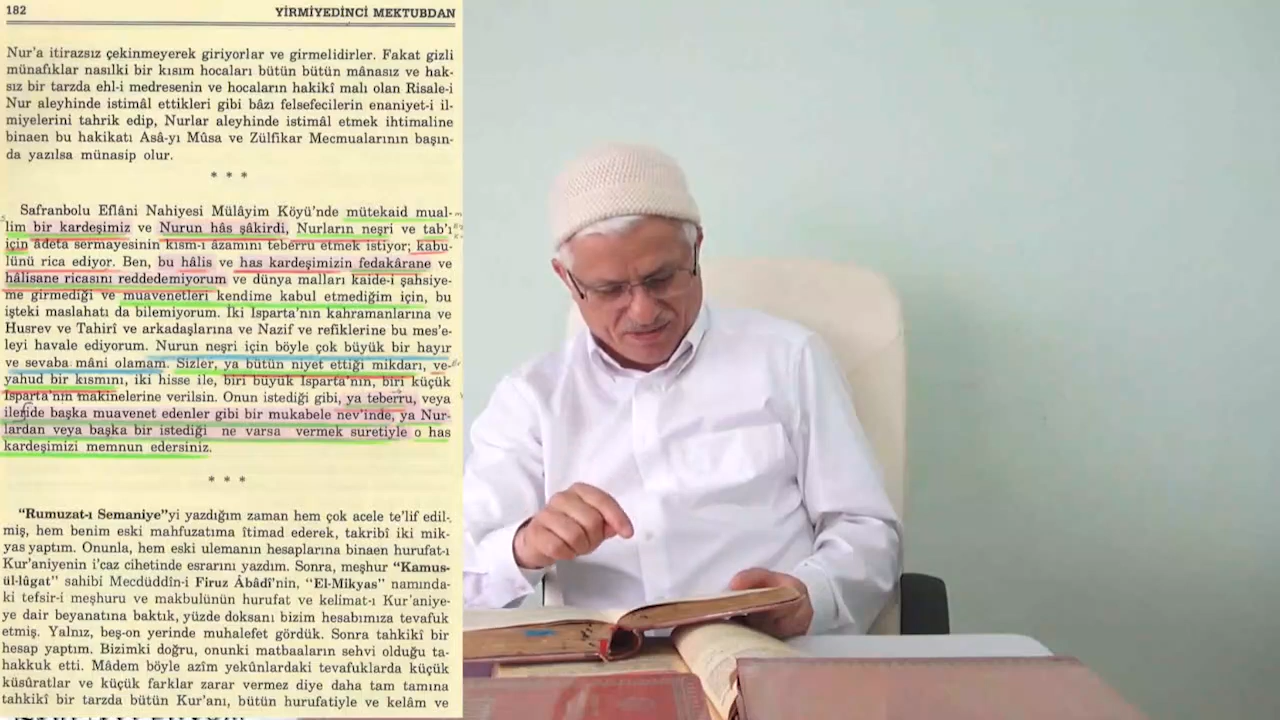 182 YİRMİYEDİNCİ MEKTUBDAN
Nur'a itirazsız çekinmeyerek giriyorlar ve girmelidirler. Fakat gizli
münafıklar nasılki bir kısım hocaları bütün bütün mânasız ve hak-
sız bir tarzda ehl-i medresenin ve hocaların hakikî malı olan Risale-i
Nur aleyhinde istimâl ettikleri gibi bâzı felsefecilerin enaniyet-i il-
miyelerini tahrik edip, Nurlar aleyhinde istimâl etmek ihtimaline
binaen bu hakikatı Asâ-yı Mûsa ve Zülfikar Mecmualarının başın-
da yazılsa münasip olur.
* * *
Safranbolu Eflâni Nahiyesi Mülâyim Köyü'nde mütekaid mual-
lim bir kardeşimiz ve Nurun hâs şâkirdi, Nurların neşri ve tab'ı
için âdeta sermayesinin kısm-ı âzamını teberru etmek istiyor; kabu-
lünü rica ediyor. Ben, bu hâlis ve has kardeşimizin fedakârane ve
hâlisane ricasını reddedemiyorum ve dünya malları kaide-i şahsiye-
me girmediği ve muavenetleri kendime kabul etmediğim için, bu
işteki maslahatı da bilemiyorum. İki Isparta'nın kahramanlarına ve
Husrev ve Tahirî ve arkadaşlarına ve Nazif ve refiklerine bu mes'e-
leyi havale ediyorum. Nurun neşri için böyle çok büyük bir hayır
ve sevaba mâni olamam. Sizler, ya bütün niyet ettiği mikdarı, ve-
yahud bir kısmını, iki hisse ile, biri büyük Isparta'nın, biri küçük
Isparta'nın makinelerine verilsin. Onun istediği gibi, ya teberru, veya
ileride başka muavenet edenler gibi bir mukabele nev'inde, ya Nur-
lardan veya başka bir istediği ne varsa vermek suretiyle o has
kardeşimizi memnun edersiniz.
* * *
"Rumuzat-ı Semaniye"yi yazdığım zaman hem çok acele te'lif edil-
miş, hem benim eski mahfuzatıma îtimad ederek, takribî iki mik-
yas yaptım. Onunla, hem eski ulemanın hesaplarına binaen hurufat-ı
Kur'aniyenin i'caz cihetinde esrarını yazdım. Sonra, meşhur "Kamus-
ül-lûgat" sahibi Mecdüddîn-i Firuz Âbâdî'nin, "El-Mikyas" namında-
ki tefsir-i meşhuru ve makbulünün hurufat ve kelimat-ı Kur'aniye-
ye dair beyanatına baktık, yüzde doksanı bizim hesabımıza tevafuk
etmiş. Yalnız, beş-on yerinde muhalefet gördük. Sonra tahkikî bir
hesap yaptım. Bizimki doğru, onunki matbaaların sehvi olduğu ta-
hakkuk etti. Mâdem böyle azîm yekûnlardaki tevafuklarda küçük
küsûratlar ve küçük farklar zarar vermez diye daha tam tamına
tahkikî bir tarzda bütün Kur'anı, bütün hurufatiyle ve kelâm ve